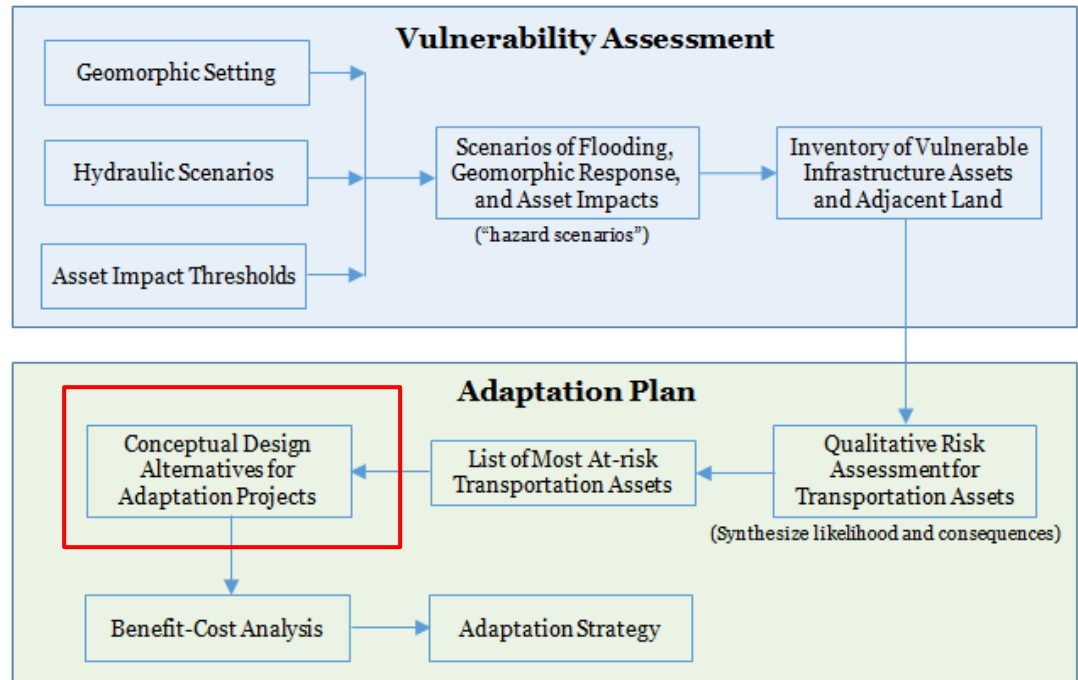 Vulnerability Assessment
Geomorphic Setting
Hydraulic Scenarios
Asset Impact Thresholds
Scenarios of Flooding,
Geomorphic Response,
and Asset Impacts
(“hazard scenarios”)
Inventory of Vulnerable
Infrastructure Assets
and Adjacent Land
Adaptation Plan
Qualitative Risk
Assessment for
Transportation Assets
(Synthesize likelihood and consequences)
List of Most At-risk
Transportation Assets
Conceptual Design
Alternatives for
Adaptation Projects
Benefit-Cost Analysis
Adaptation Strategy